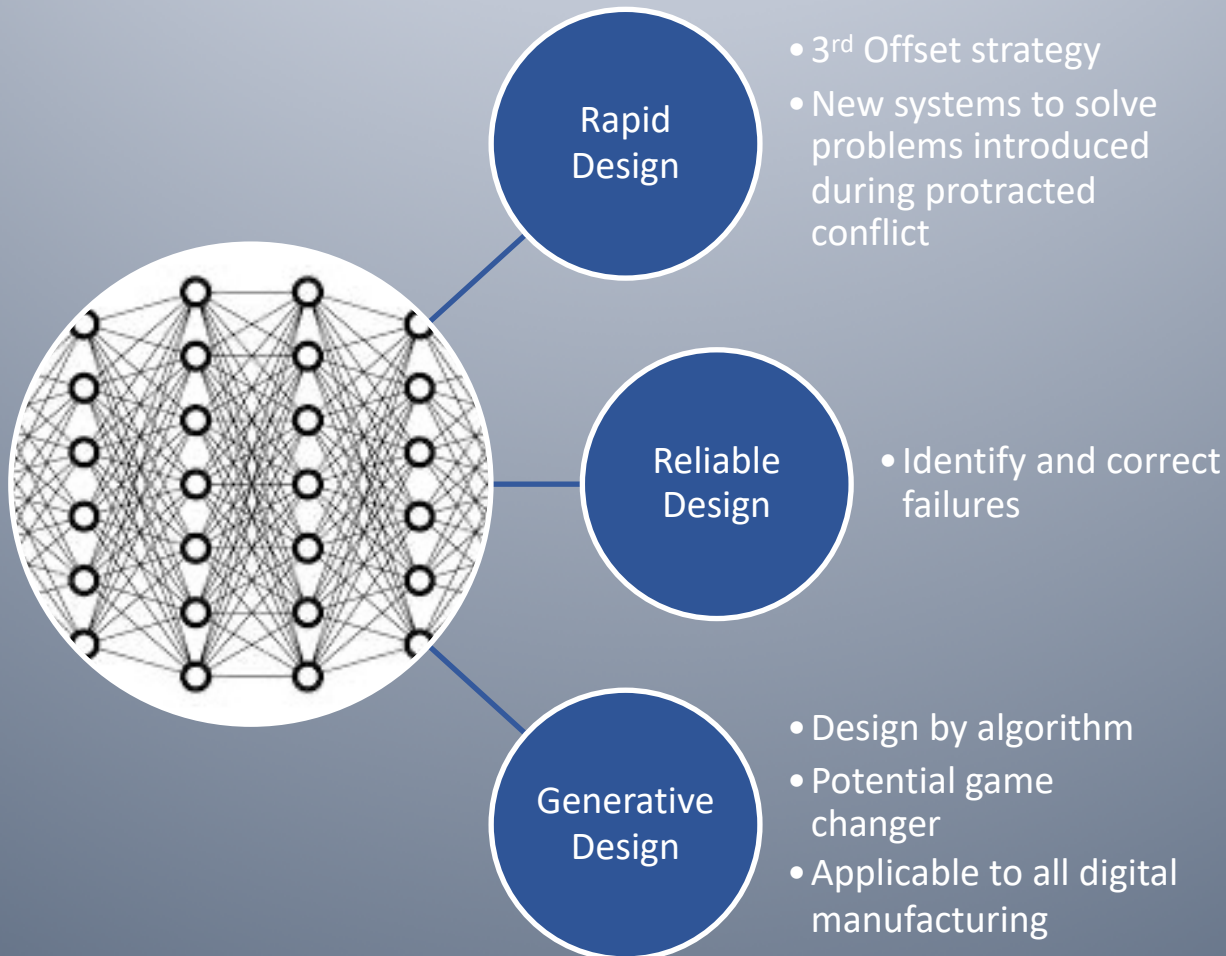 Rapid
Design
• 3rd Offset strategy
• New systems to solve
problems introduced
during protracted
conflict
Reliable
Design
• Identify and correct
failures
Generative
Design
• Design by algorithm
• Potential game
changer
• Applicable to all digital
manufacturing